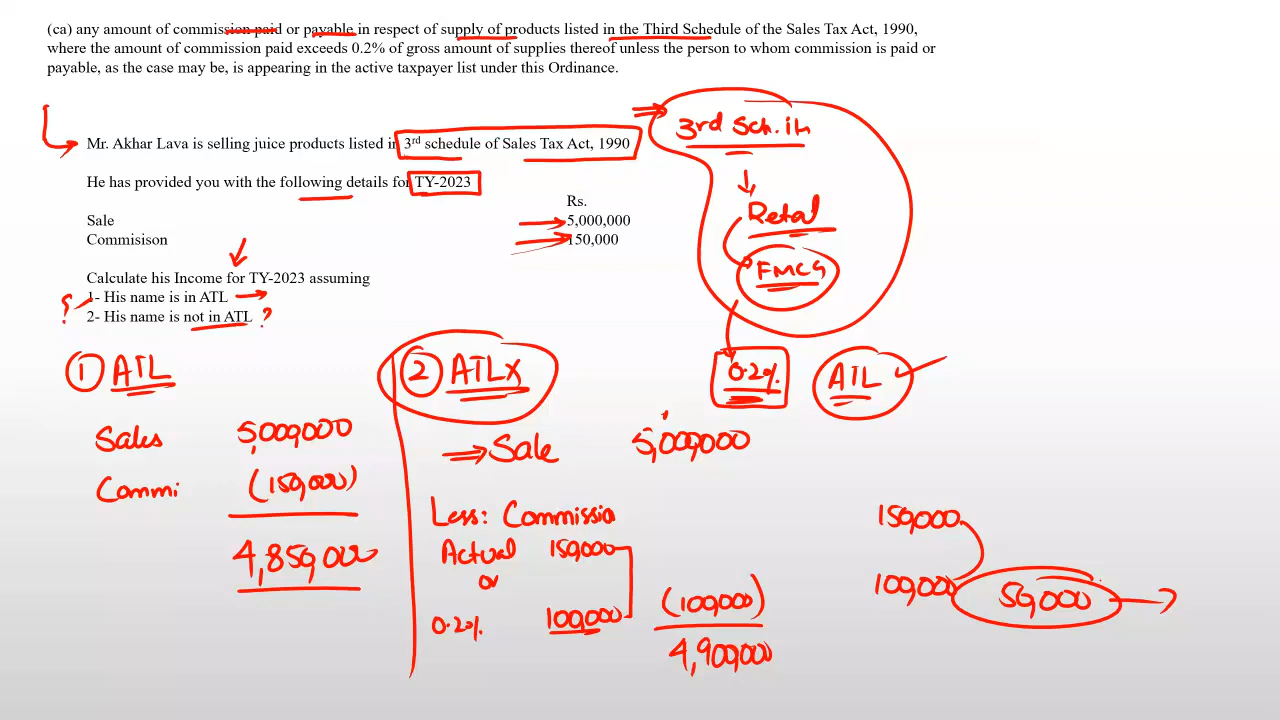 (ca) any amount of commission paid or payable in respect of supply of products listed in the Third Schedule of the Sales Tax Act, 1990,
where the amount of commission paid exceeds 0.2% of gross amount of supplies thereof unless the person to whom commission is paid or
payable, as the case may be, is appearing in the active taxpayer list under this Ordinance.
Mr. Akhar Lava is selling juice products listed in 3rd schedule of Sales Tax Act, 1990
He has provided you with the following details for TY-2023
Rs.
Sale 5,000,000
Commisison 150,000
Calculate his Income for TY-2023 assuming
1- His name is in ATL
? 2- His name is not in ATL ?
3rd Sch. ⇒
Retal
FMCG
0.2% ATL
① ATL
Sales 5,000,000
Commi (150,000)
4,850,000
② ATLx
⇒ Sale 5,000,000
Less: Commissio
Actual 150,000
or
0.2% 100,000 (100,000)
4,900,000
150,000
100,000 50,000